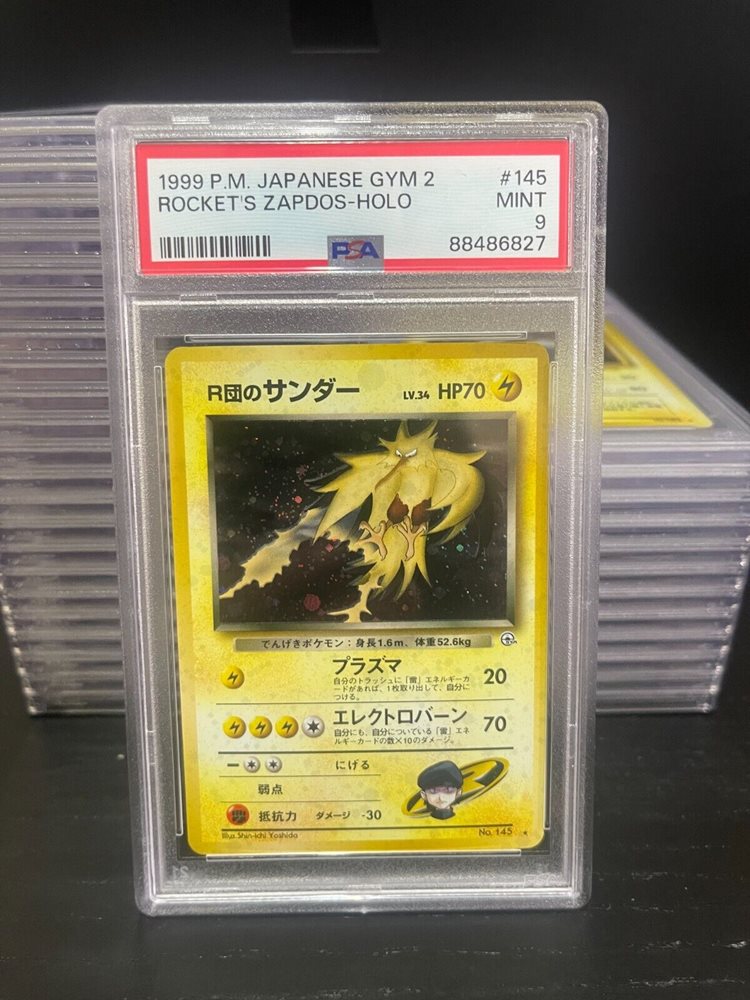 1999 P.M. JAPANESE GYM 2 #145
ROCKET'S ZAPDOS-HOLO MINT
9
PSA 88486827
R団のサンダー LV.34 HP70
でんげきポケモン：身長1.6m、体重52.6kg
プラズマ 20
自分のトラッシュに「雷」エネルギーカ
ードがあれば、1枚取り出して、自分に
つける。
エレクトロバーン 70
自分にも、自分についている「雷」エネ
ルギーカードの数×10のダメージ。
にげる
弱点
抵抗力 ダメージ -30
Illus. Shin-ichi Yoshida No. 145 ★